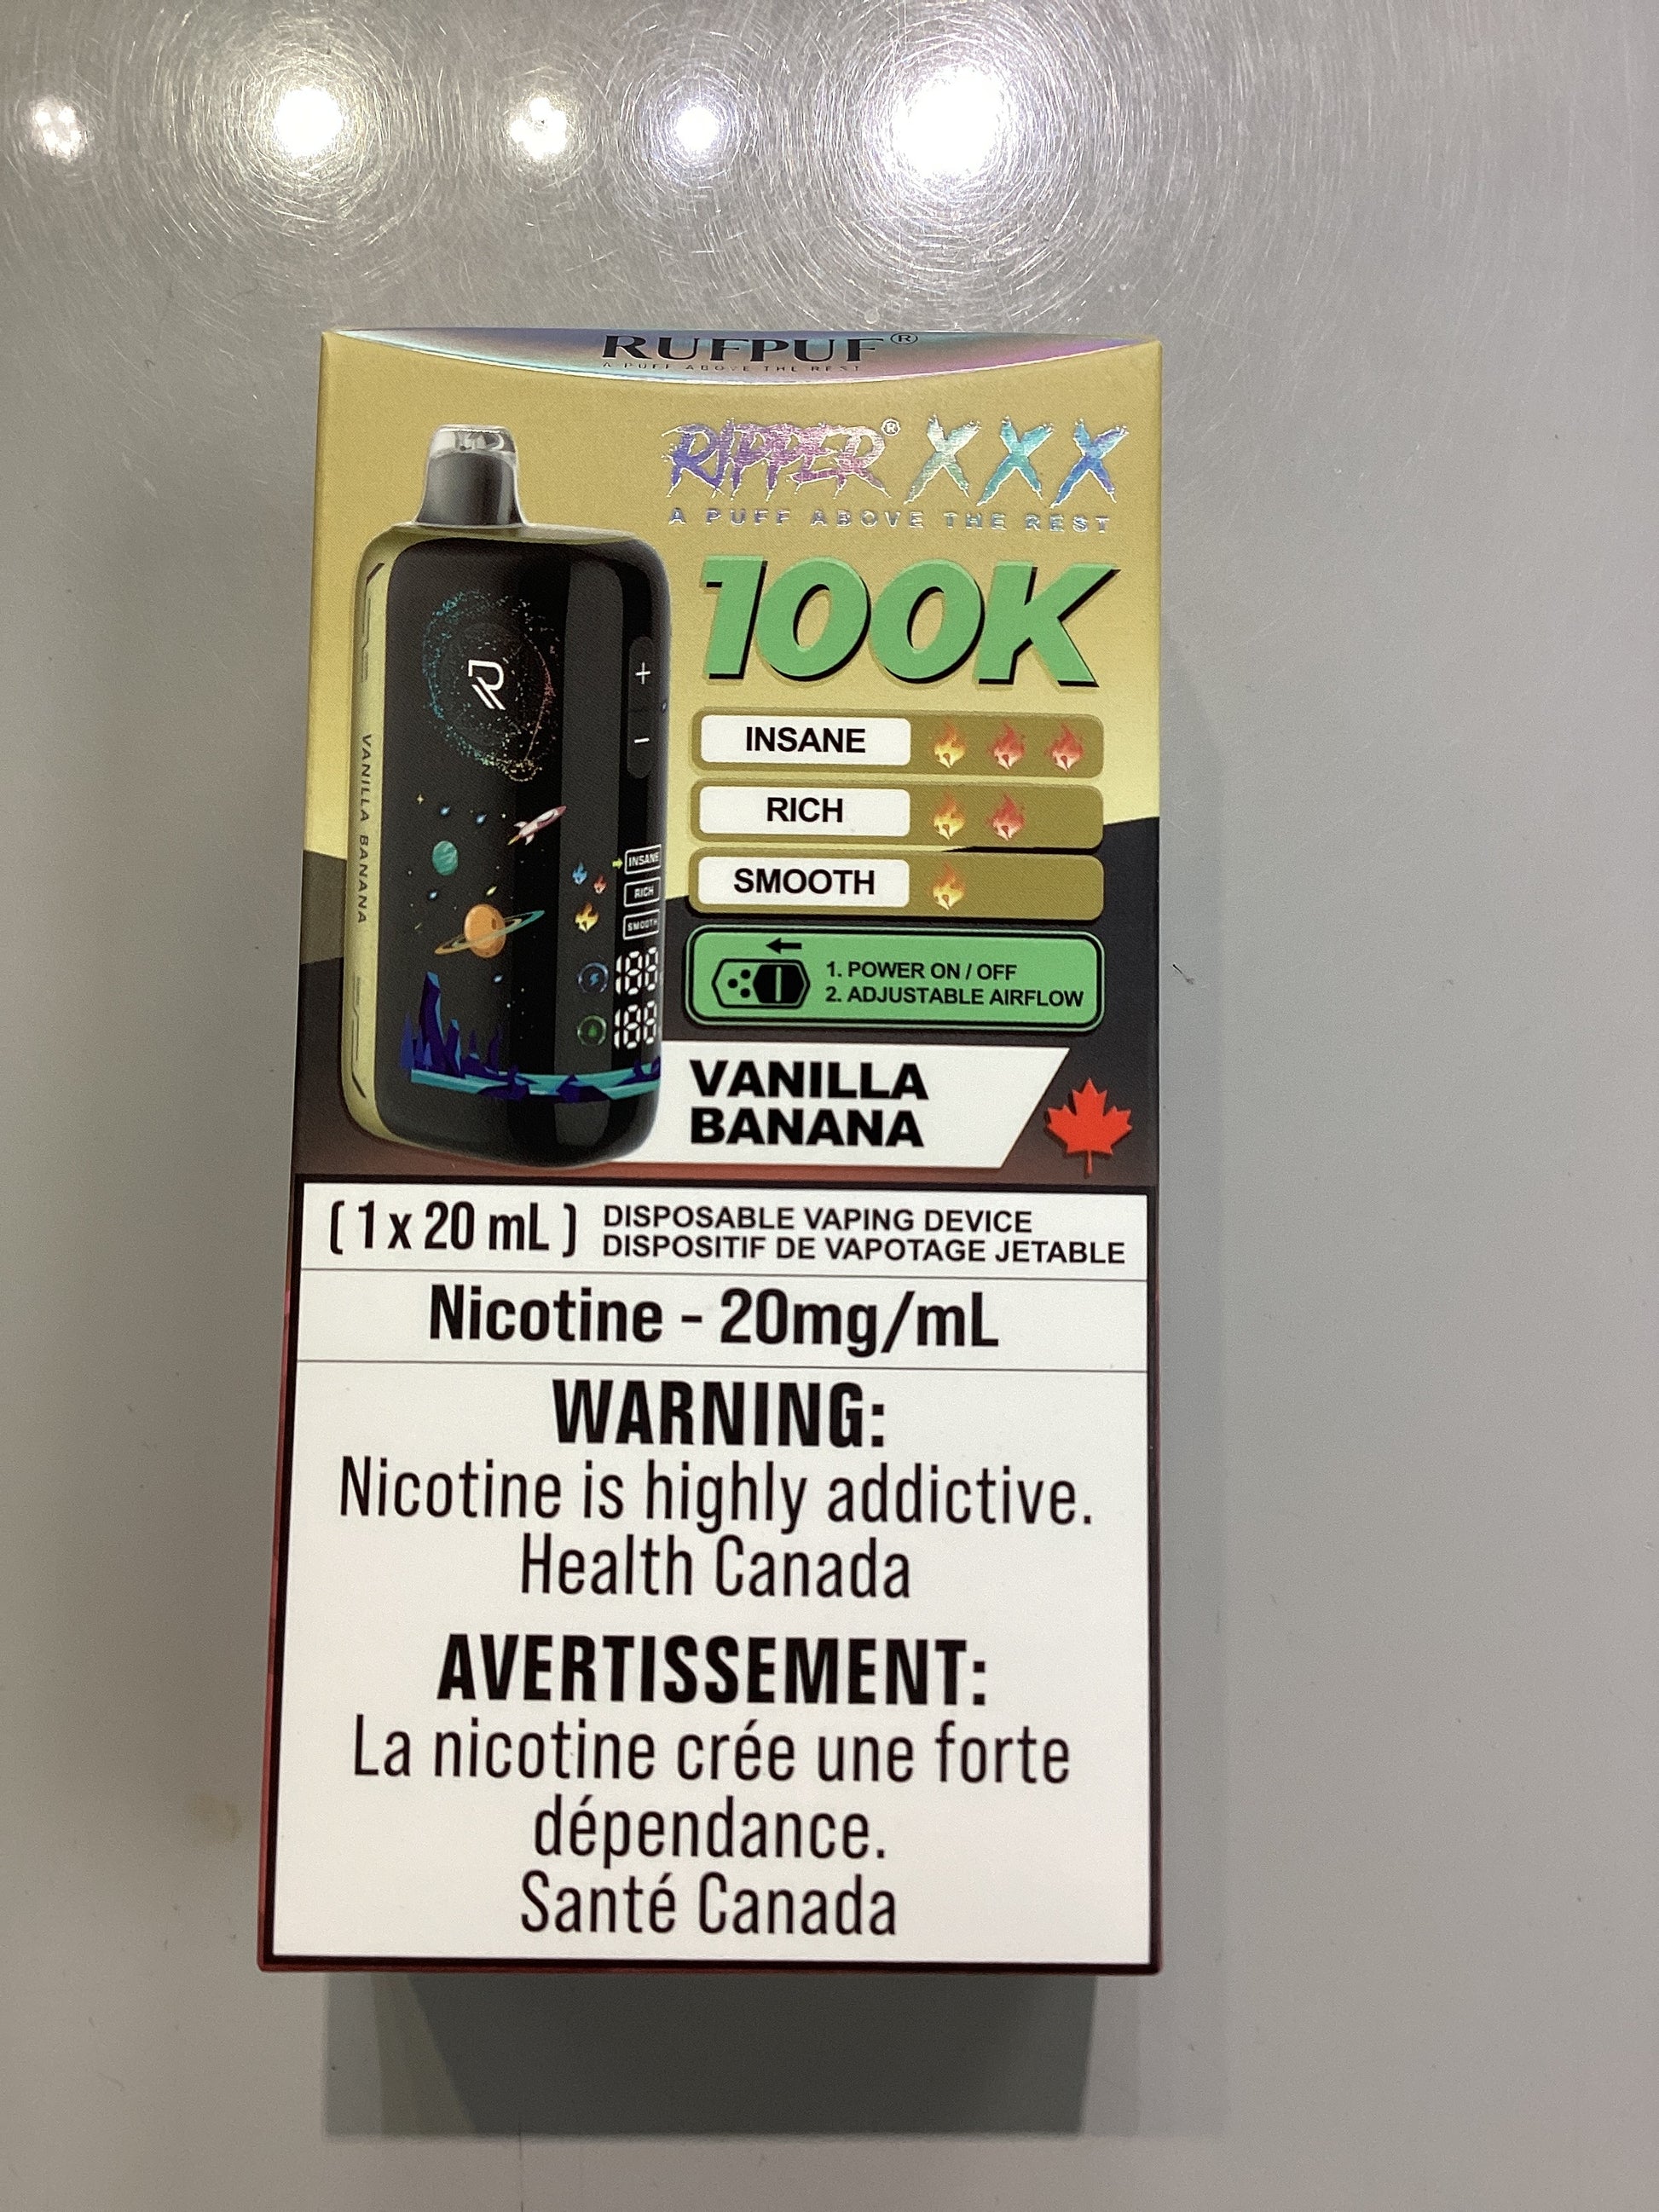 RUFPUF®
A PUFF ABOVE THE REST
RIPPER® XXX
A PUFF ABOVE THE REST
100K
INSANE
RICH
SMOOTH
1. POWER ON / OFF
2. ADJUSTABLE AIRFLOW
R
+
-
VANILLA BANANA
INSANE
RICH
SMOOTH
188
188
VANILLA
BANANA
( 1 x 20 mL )
DISPOSABLE VAPING DEVICE
DISPOSITIF DE VAPOTAGE JETABLE
Nicotine - 20mg/mL
WARNING:
Nicotine is highly addictive.
Health Canada
AVERTISSEMENT:
La nicotine crée une forte
dépendance.
Santé Canada